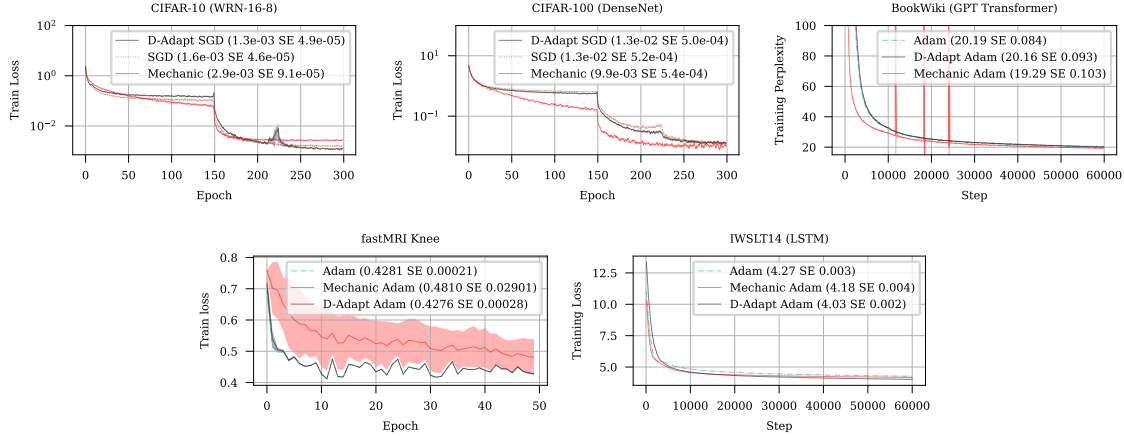 CIFAR-10 (WRN-16-8)
10^2
10^0
10^−2
Train Loss
D-Adapt SGD (1.3e-03 SE 4.9e-05)
SGD (1.6e-03 SE 4.6e-05)
Mechanic (2.9e-03 SE 9.1e-05)
0 50 100 150 200 250 300
Epoch
CIFAR-100 (DenseNet)
10^1
10^−1
Train Loss
D-Adapt SGD (1.3e-02 SE 5.0e-04)
SGD (1.3e-02 SE 5.2e-04)
Mechanic (9.9e-03 SE 5.4e-04)
0 50 100 150 200 250 300
Epoch
BookWiki (GPT Transformer)
100
80
60
40
20
Training Perplexity
Adam (20.19 SE 0.084)
D-Adapt Adam (20.16 SE 0.093)
Mechanic Adam (19.29 SE 0.103)
0 10000 20000 30000 40000 50000 60000
Step
fastMRI Knee
0.8
0.7
0.6
0.5
0.4
Train loss
Adam (0.4281 SE 0.00021)
Mechanic Adam (0.4810 SE 0.02901)
D-Adapt Adam (0.4276 SE 0.00028)
0 10 20 30 40 50
Epoch
IWSLT14 (LSTM)
12.5
10.0
7.5
5.0
Training Loss
Adam (4.27 SE 0.003)
Mechanic Adam (4.18 SE 0.004)
D-Adapt Adam (4.03 SE 0.002)
0 10000 20000 30000 40000 50000 60000
Step